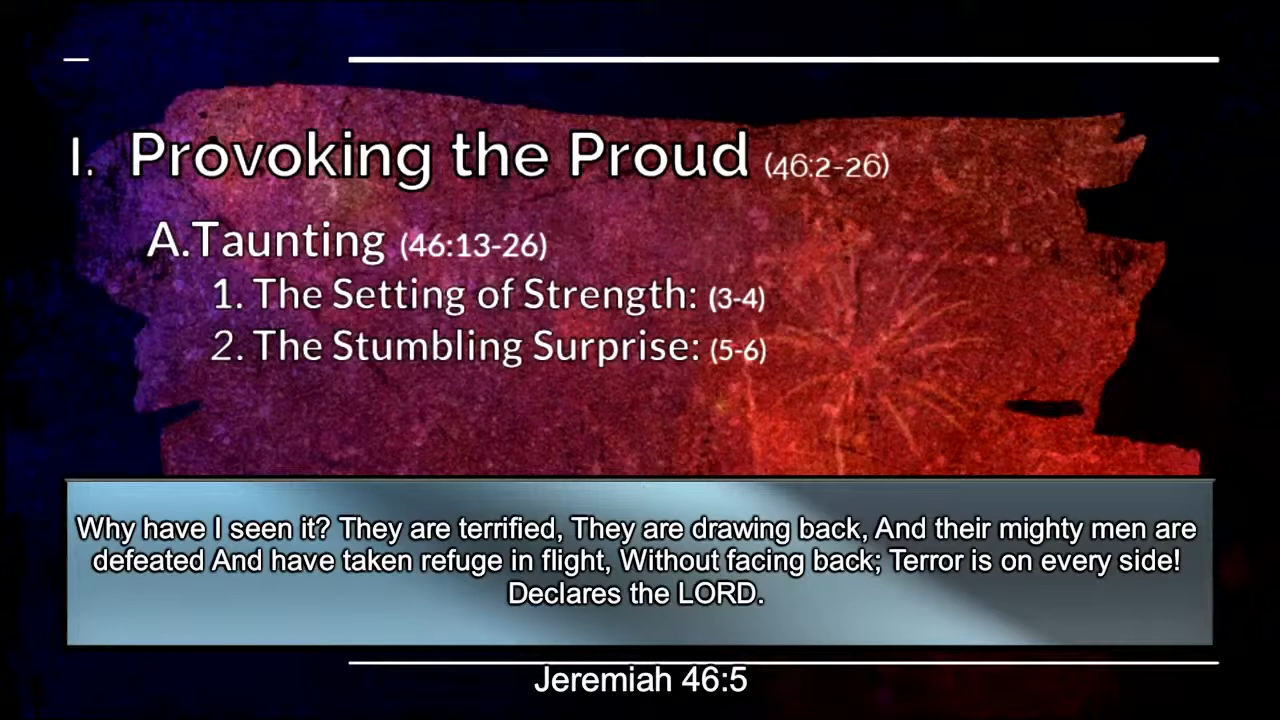 I. Provoking the Proud (46:2-26)
A.Taunting (46:13-26)
1. The Setting of Strength: (3-4)
2. The Stumbling Surprise: (5-6)
Why have I seen it? They are terrified, They are drawing back, And their mighty men are
defeated And have taken refuge in flight, Without facing back; Terror is on every side!
Declares the LORD.
Jeremiah 46:5